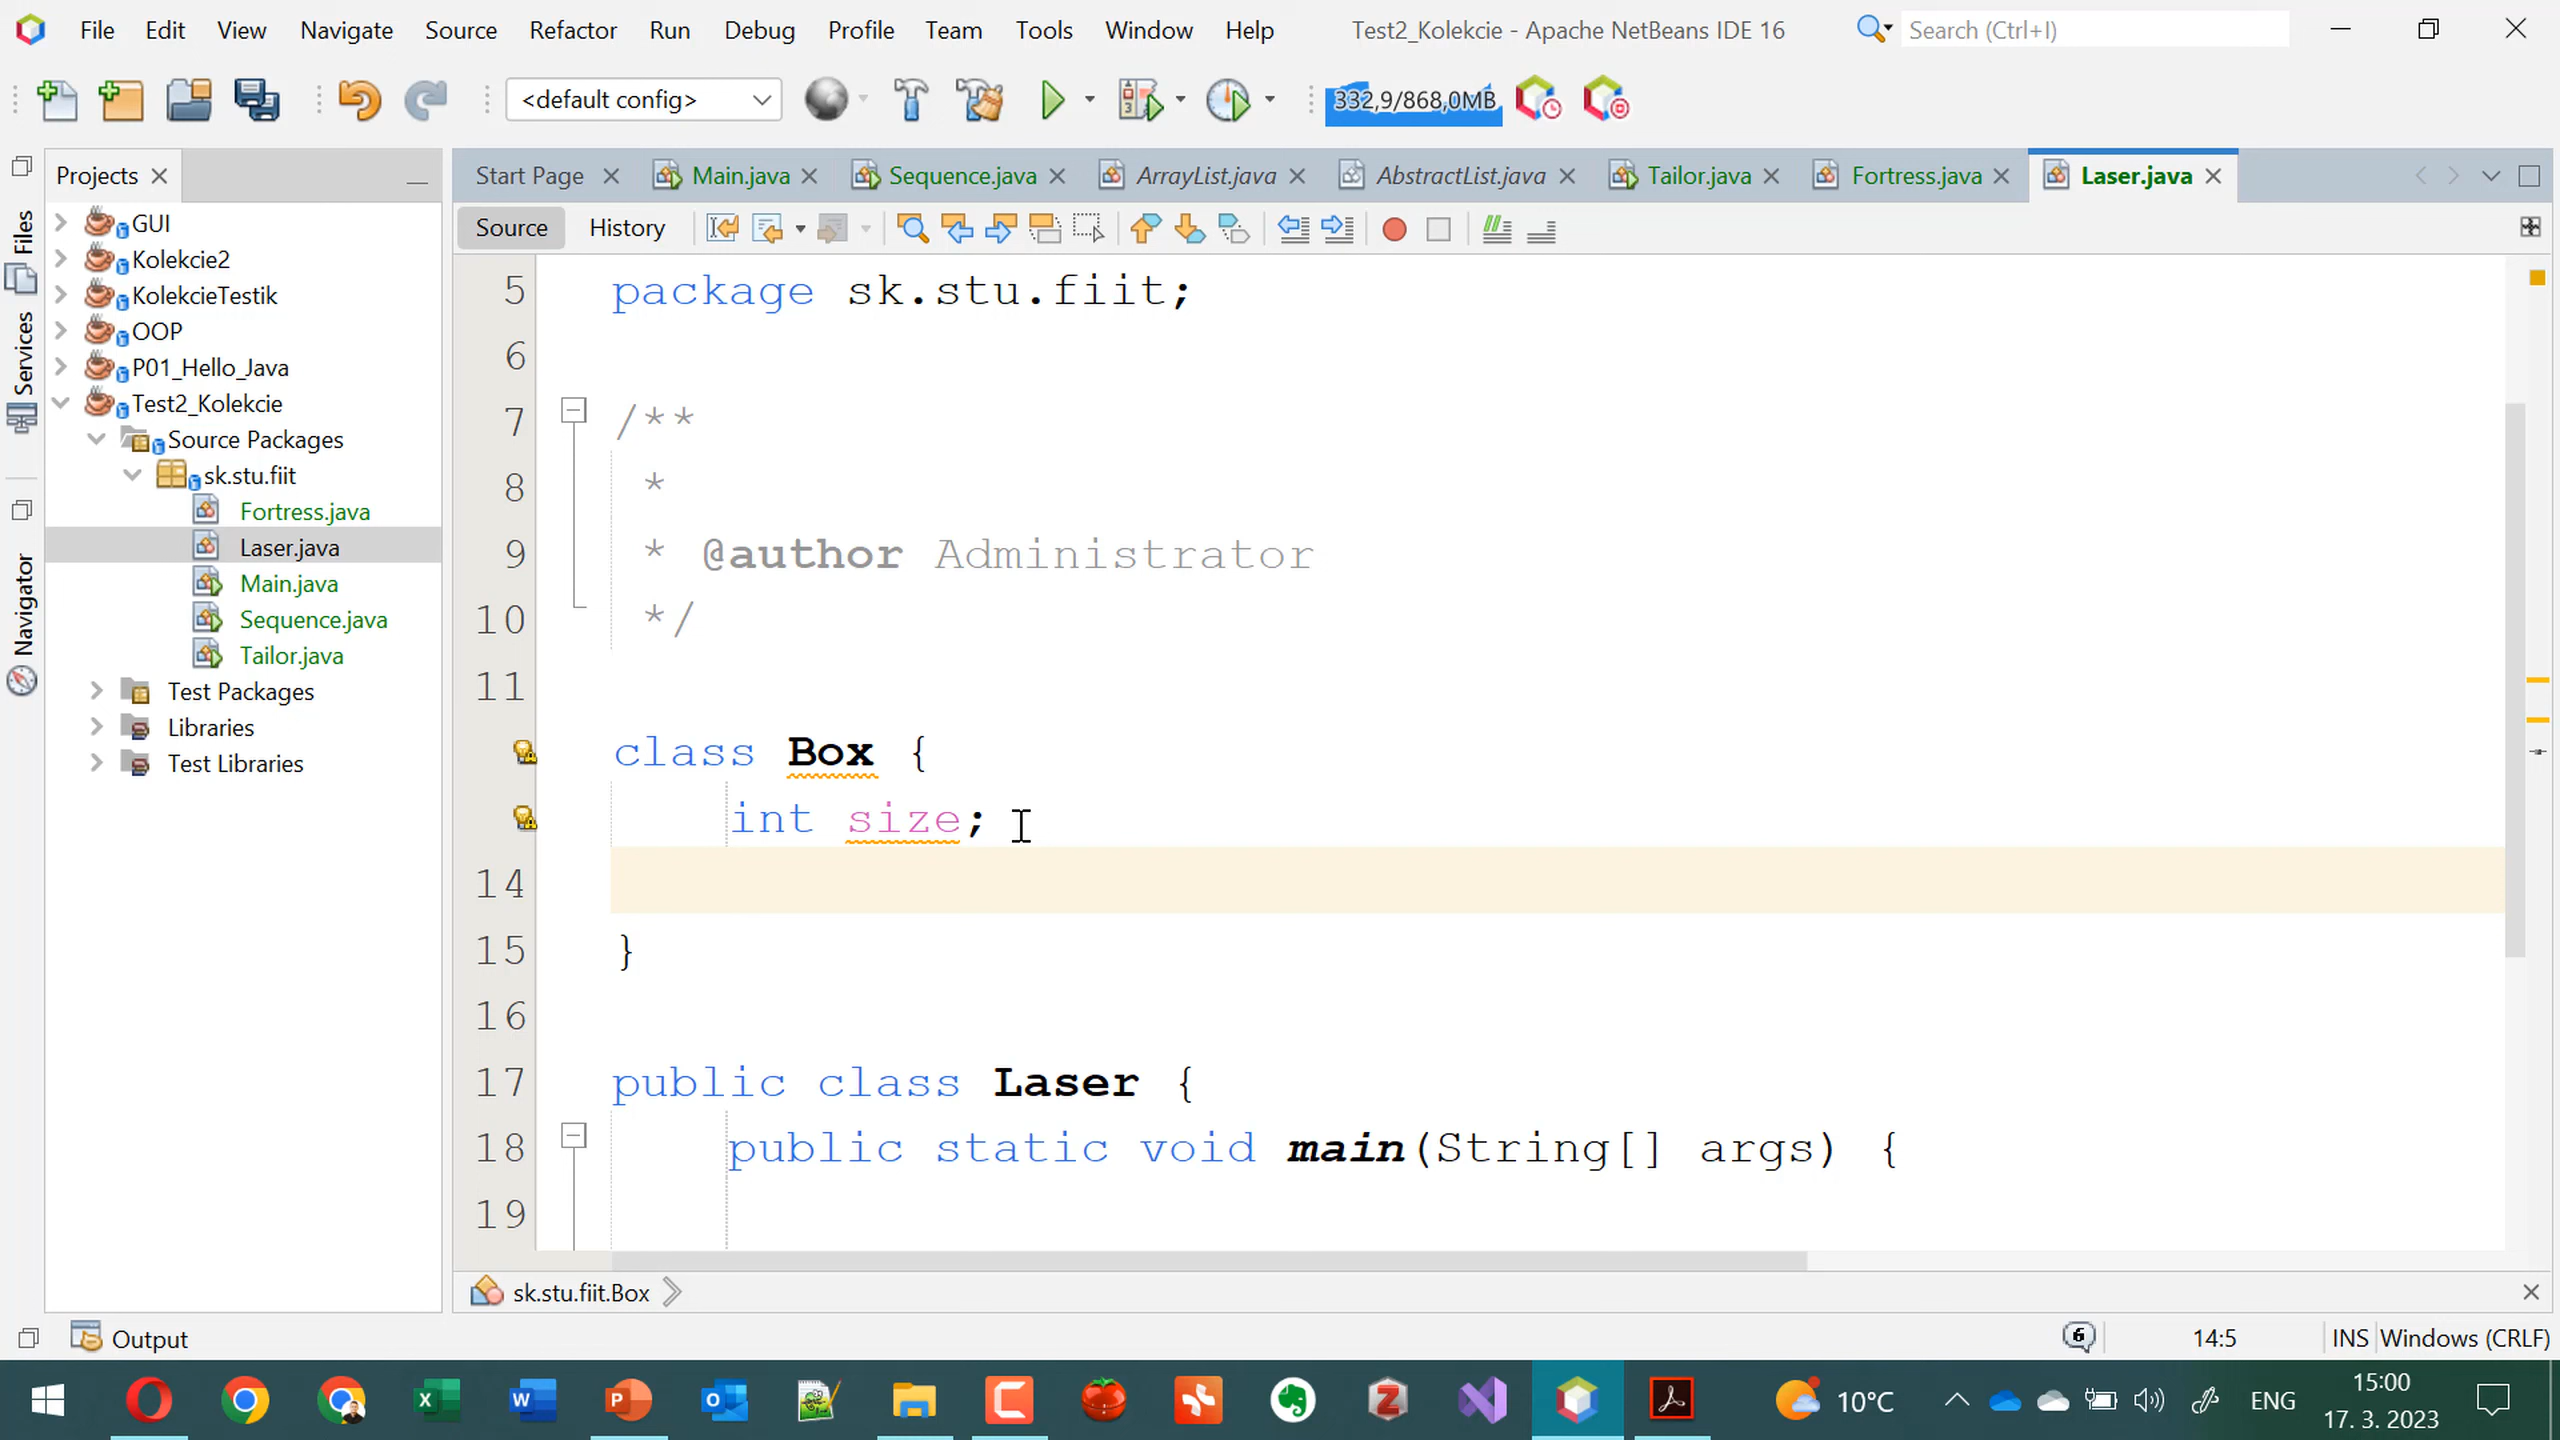 File Edit View Navigate Source Refactor Run Debug Profile Team Tools Window Help Test2_Kolekcie - Apache NetBeans IDE 16 Search (Ctrl+I)
<default config> 332,9/868,0MB
Projects Start Page Main.java Sequence.java ArrayList.java AbstractList.java Tailor.java Fortress.java Laser.java
Source History
Files
Services
Navigator
GUI
Kolekcie2
KolekcieTestik
OOP
P01_Hello_Java
Test2_Kolekcie
Source Packages
sk.stu.fiit
Fortress.java
Laser.java
Main.java
Sequence.java
Tailor.java
Test Packages
Libraries
Test Libraries
5 package sk.stu.fiit;
6
7 /**
8 *
9 * @author Administrator
10 */
11
class Box {
int size;
14
15 }
16
17 public class Laser {
18 public static void main(String[] args) {
19
sk.stu.fiit.Box
Output 6 14:5 INS Windows (CRLF)
10°C ENG 15:00
17. 3. 2023